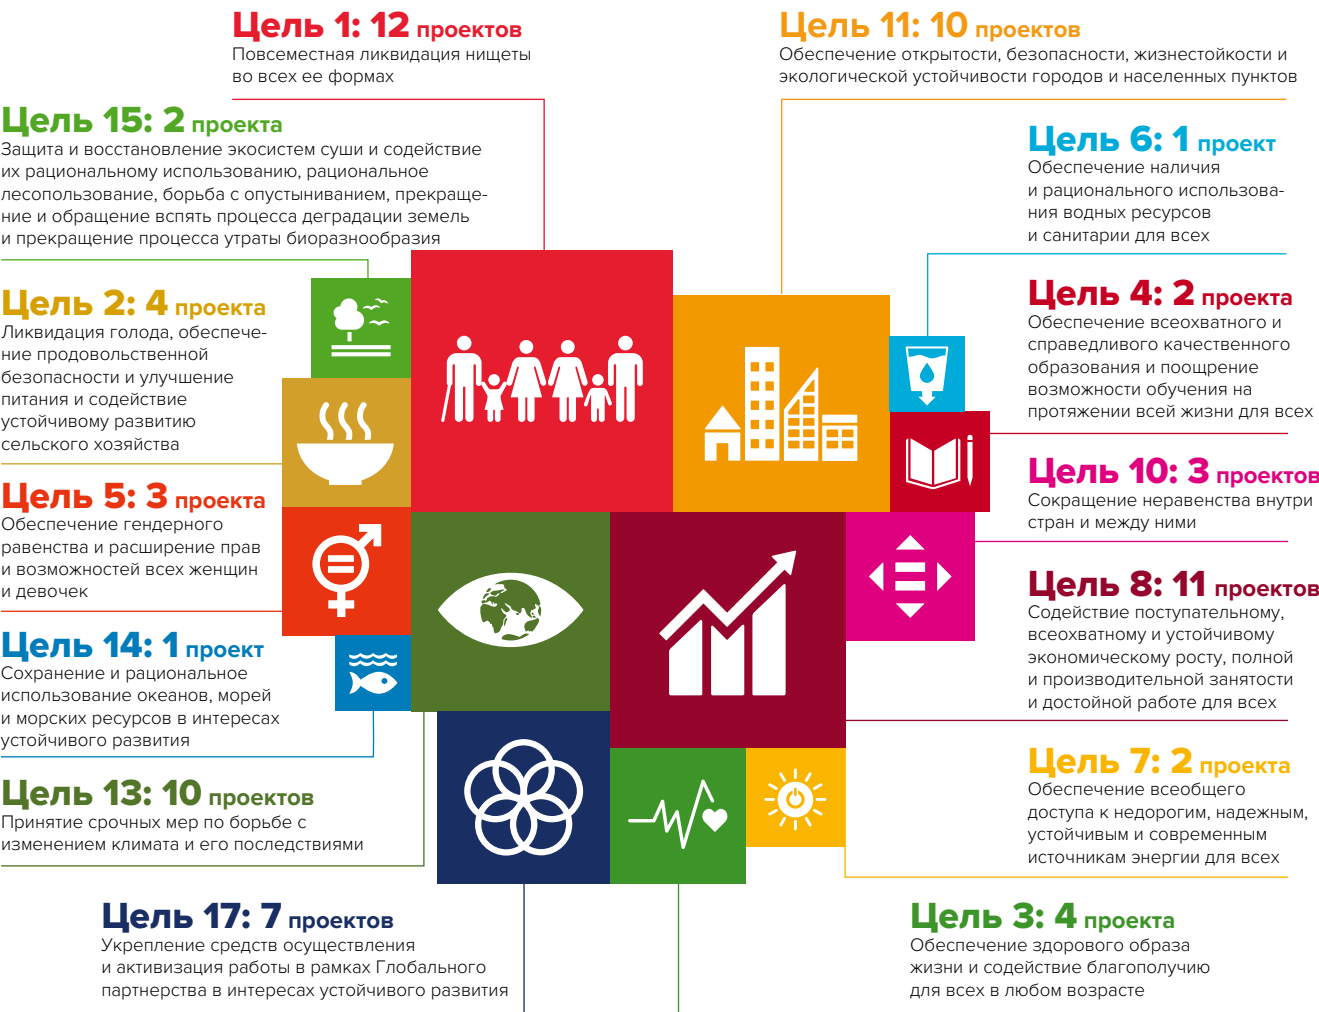 Цель 1: 12 проектов
Повсеместная ликвидация нищеты
во всех ее формах
Цель 11: 10 проектов
Обеспечение открытости, безопасности, жизнестойкости и
экологической устойчивости городов и населенных пунктов
Цель 15: 2 проекта
Защита и восстановление экосистем суши и содействие
их рациональному использованию, рациональное
лесопользование, борьба с опустыниванием, прекраще-
ние и обращение вспять процесса деградации земель
и прекращение процесса утраты биоразнообразия
Цель 6: 1 проект
Обеспечение наличия
и рационального использова-
ния водных ресурсов
и санитарии для всех
Цель 2: 4 проекта
Ликвидация голода, обеспече-
ние продовольственной
безопасности и улучшение
питания и содействие
устойчивому развитию
сельского хозяйства
Цель 4: 2 проекта
Обеспечение всеохватного и
справедливого качественного
образования и поощрение
возможности обучения на
протяжении всей жизни для всех
Цель 5: 3 проекта
Обеспечение гендерного
равенства и расширение прав
и возможностей всех женщин
и девочек
Цель 10: 3 проектов
Сокращение неравенства внутри
стран и между ними
Цель 14: 1 проект
Сохранение и рациональное
использование океанов, морей
и морских ресурсов в интересах
устойчивого развития
Цель 8: 11 проектов
Содействие поступательному,
всеохватному и устойчивому
экономическому росту, полной
и производительной занятости
и достойной работе для всех
Цель 13: 10 проектов
Принятие срочных мер по борьбе с
изменением климата и его последствиями
Цель 7: 2 проекта
Обеспечение всеобщего
доступа к недорогим, надежным,
устойчивым и современным
источникам энергии для всех
Цель 17: 7 проектов
Укрепление средств осуществления
и активизация работы в рамках Глобального
партнерства в интересах устойчивого развития
Цель 3: 4 проекта
Обеспечение здорового образа
жизни и содействие благополучию
для всех в любом возрасте